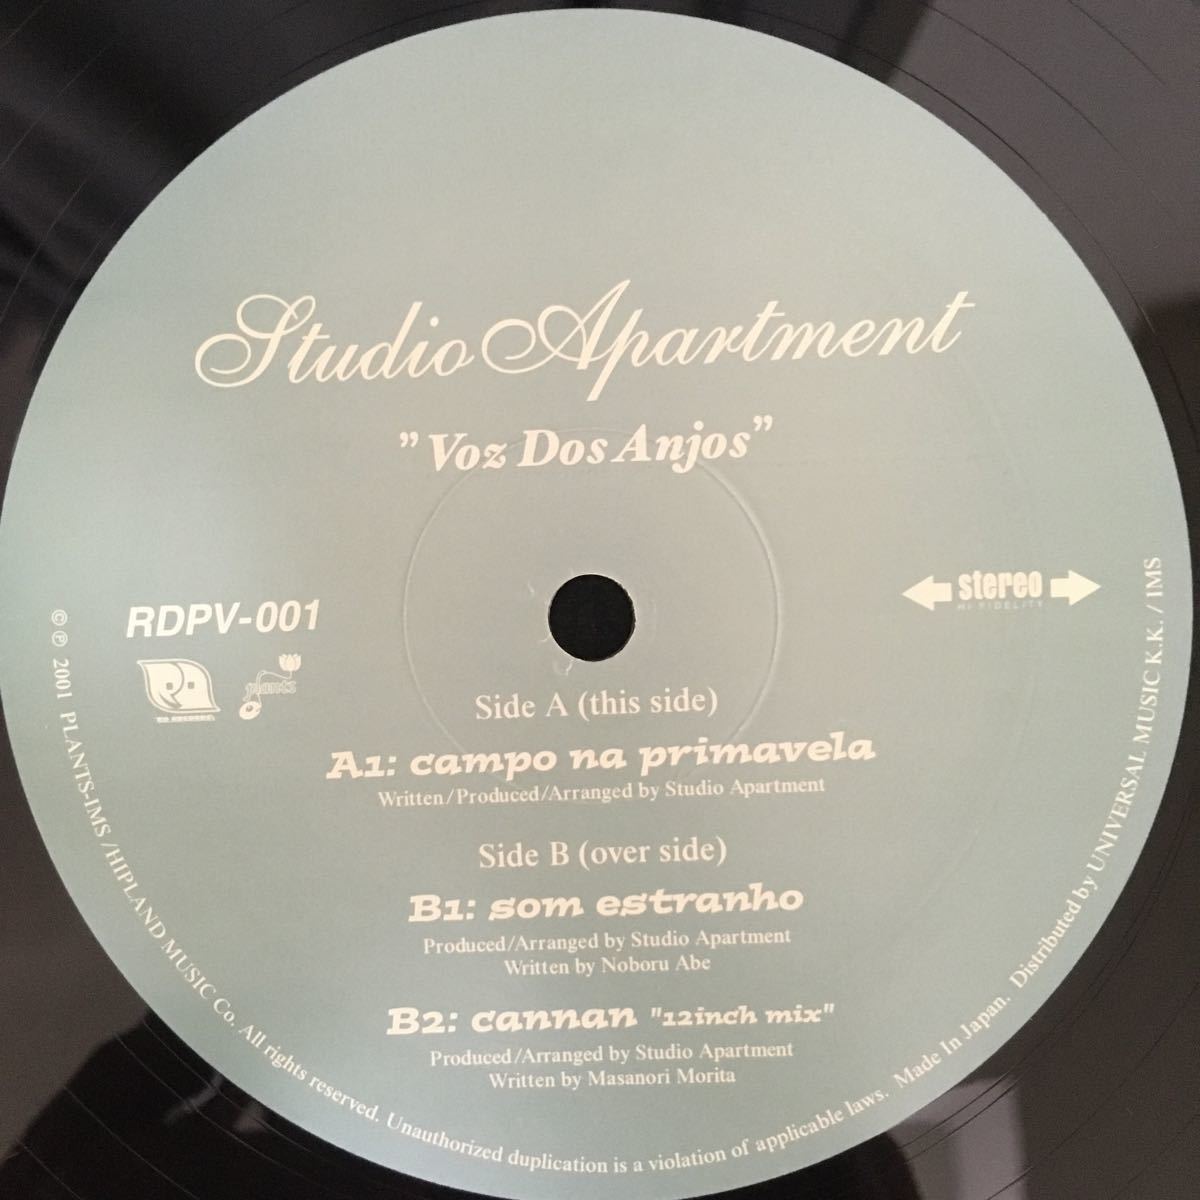 Studio Apartment
"Voz Dos Anjos"
RDPV-001
stereo
HI FIDELITY
plants
Side A (this side)
A1: campo na primavela
Written/Produced/Arranged by Studio Apartment
Side B (over side)
B1: som estranho
Produced/Arranged by Studio Apartment
Written by Noboru Abe
B2: cannan "12inch mix"
Produced/Arranged by Studio Apartment
Written by Masanori Morita
© ℗ 2001 PLANTS-IMS /HIPLAND MUSIC Co. All rights reserved. Unauthorized duplication is a violation of applicable laws. Made In Japan. Distributed by UNIVERSAL MUSIC K.K. / IMS